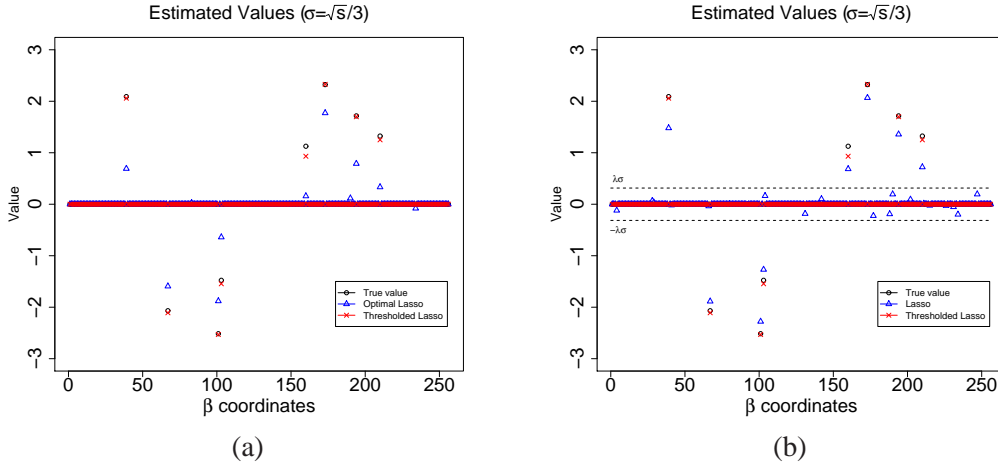 Estimated Values (σ=√s/3)
3
2
1
0
−1
−2
−3
Value
True value
Optimal Lasso
Thresholded Lasso
0 50 100 150 200 250
β coordinates
(a)
Estimated Values (σ=√s/3)
3
2
1
0
−1
−2
−3
Value
λσ
−λσ
True value
Lasso
Thresholded Lasso
0 50 100 150 200 250
β coordinates
(b)